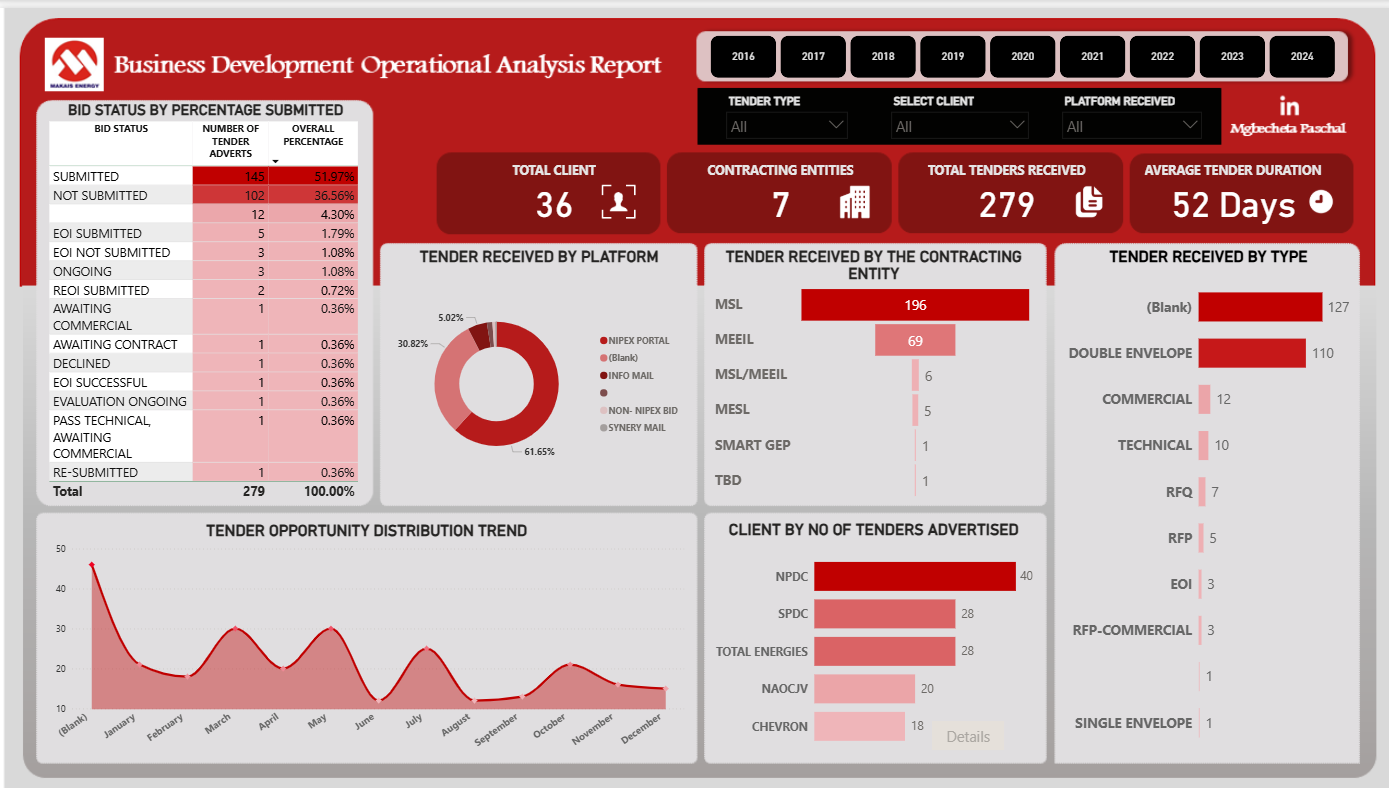 MAKAIS ENERGY
Business Development Operational Analysis Report
2016 2017 2018 2019 2020 2021 2022 2023 2024
TENDER TYPE SELECT CLIENT PLATFORM RECEIVED
All All All
in
Mgbecheta Paschal
BID STATUS BY PERCENTAGE SUBMITTED
BID STATUS NUMBER OF TENDER ADVERTS OVERALL PERCENTAGE
SUBMITTED 145 51.97%
NOT SUBMITTED 102 36.56%
12 4.30%
EOI SUBMITTED 5 1.79%
EOI NOT SUBMITTED 3 1.08%
ONGOING 3 1.08%
REOI SUBMITTED 2 0.72%
AWAITING 1 0.36%
COMMERCIAL
AWAITING CONTRACT 1 0.36%
DECLINED 1 0.36%
EOI SUCCESSFUL 1 0.36%
EVALUATION ONGOING 1 0.36%
PASS TECHNICAL, 1 0.36%
AWAITING
COMMERCIAL
RE-SUBMITTED 1 0.36%
Total 279 100.00%
TOTAL CLIENT
36
CONTRACTING ENTITIES
7
TOTAL TENDERS RECEIVED
279
AVERAGE TENDER DURATION
52 Days
TENDER RECEIVED BY PLATFORM
5.02%
30.82%
61.65%
NIPEX PORTAL
(Blank)
INFO MAIL
NON- NIPEX BID
SYNERY MAIL
TENDER RECEIVED BY THE CONTRACTING
ENTITY
MSL 196
MEEIL 69
MSL/MEEIL 6
MESL 5
SMART GEP 1
TBD 1
TENDER RECEIVED BY TYPE
(Blank) 127
DOUBLE ENVELOPE 110
COMMERCIAL 12
TECHNICAL 10
RFQ 7
RFP 5
EOI 3
RFP-COMMERCIAL 3
1
SINGLE ENVELOPE 1
TENDER OPPORTUNITY DISTRIBUTION TREND
50
40
30
20
10
(Blank) January February March April May June July August September October November December
CLIENT BY NO OF TENDERS ADVERTISED
NPDC 40
SPDC 28
TOTAL ENERGIES 28
NAOCJV 20
CHEVRON 18
Details